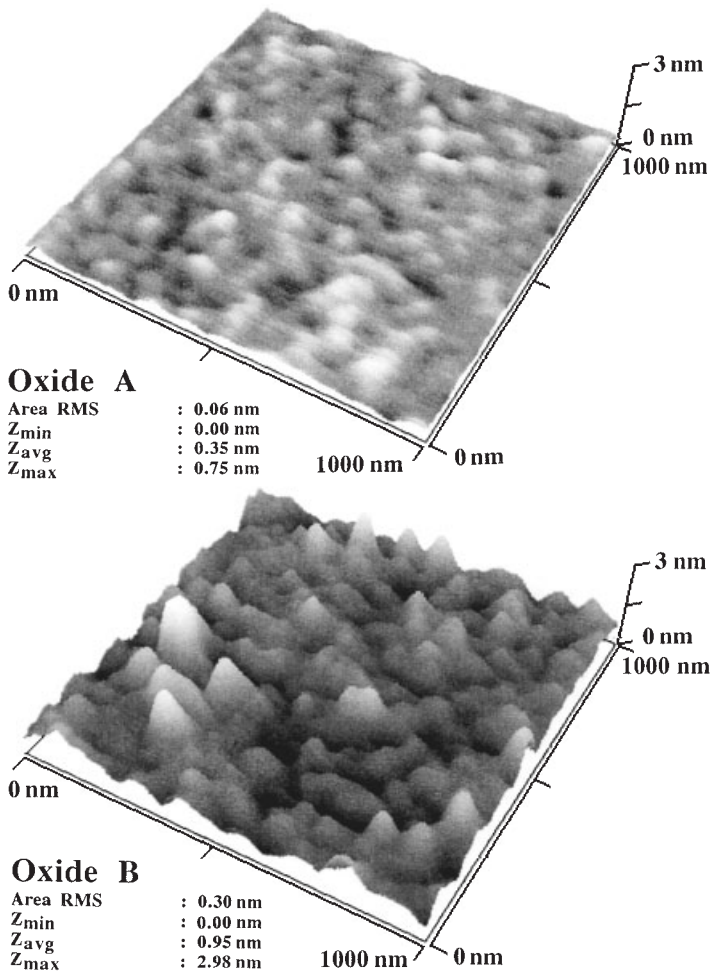 3 nm
0 nm
1000 nm
0 nm
Oxide A
Area RMS : 0.06 nm
Zmin : 0.00 nm
Zavg : 0.35 nm
Zmax : 0.75 nm
1000 nm
0 nm
3 nm
0 nm
1000 nm
0 nm
Oxide B
Area RMS : 0.30 nm
Zmin : 0.00 nm
Zavg : 0.95 nm
Zmax : 2.98 nm
1000 nm
0 nm